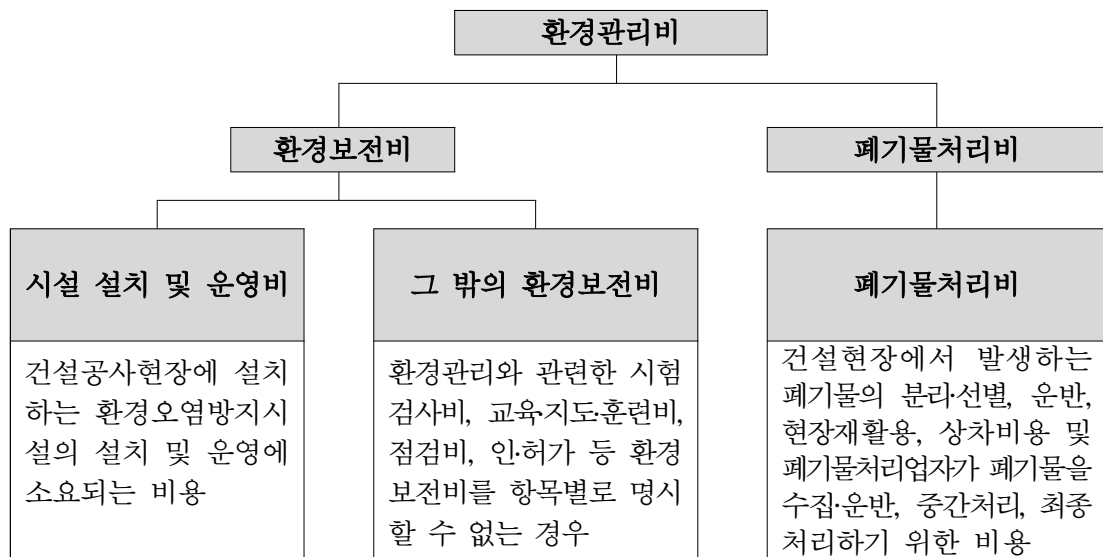 환경관리비
환경보전비
폐기물처리비
시설 설치 및 운영비
건설공사현장에 설치
하는 환경오염방지시
설의 설치 및 운영에
소요되는 비용
그 밖의 환경보전비
환경관리와 관련한 시험
검사비, 교육·지도·훈련비,
점검비, 인·허가 등 환경
보전비를 항목별로 명시
할 수 없는 경우
폐기물처리비
건설현장에서 발생하는
폐기물의 분리·선별, 운반,
현장재활용, 상차비용 및
폐기물처리업자가 폐기물을
수집·운반, 중간처리, 최종
처리하기 위한 비용